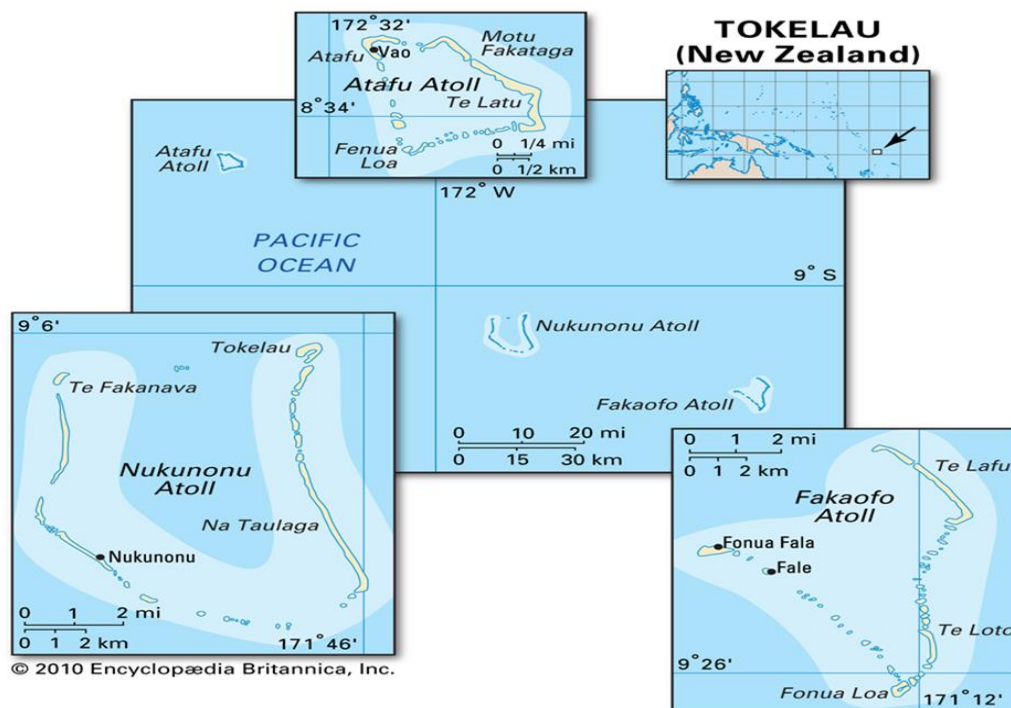 TOKELAU
(New Zealand)
172° 32'
Atafu
Vao
Motu
Fakataga
Atafu Atoll
Te Latu
8° 34'
Fenua
Loa
0 1/4 mi
0 1/2 km
Atafu
Atoll
172° W
PACIFIC
OCEAN
9° S
Nukunonu Atoll
Fakaofo Atoll
0 10 20 mi
0 15 30 km
9° 6'
Tokelau
Te Fakanava
Nukunonu
Atoll
Na Taulaga
Nukunonu
0 1 2 mi
0 1 2 km
171° 46'
0 1 2 mi
0 1 2 km
Te Lafu
Fakaofo
Atoll
Fonua Fala
Fale
Te Loto
9° 26'
Fonua Loa
171° 12'
© 2010 Encyclopædia Britannica, Inc.